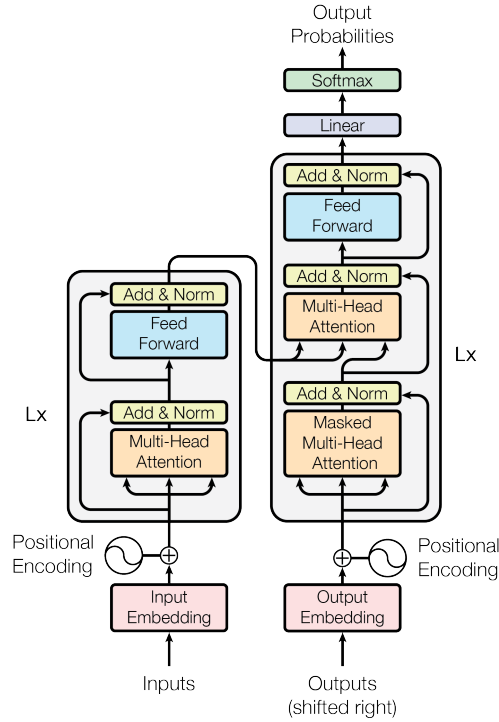 Output
Probabilities
Softmax
Linear
Add & Norm
Feed
Forward
Add & Norm
Multi-Head
Attention
Add & Norm
Masked
Multi-Head
Attention
Lx
Add & Norm
Feed
Forward
Add & Norm
Multi-Head
Attention
Lx
Positional
Encoding
Positional
Encoding
Input
Embedding
Output
Embedding
Inputs
Outputs
(shifted right)